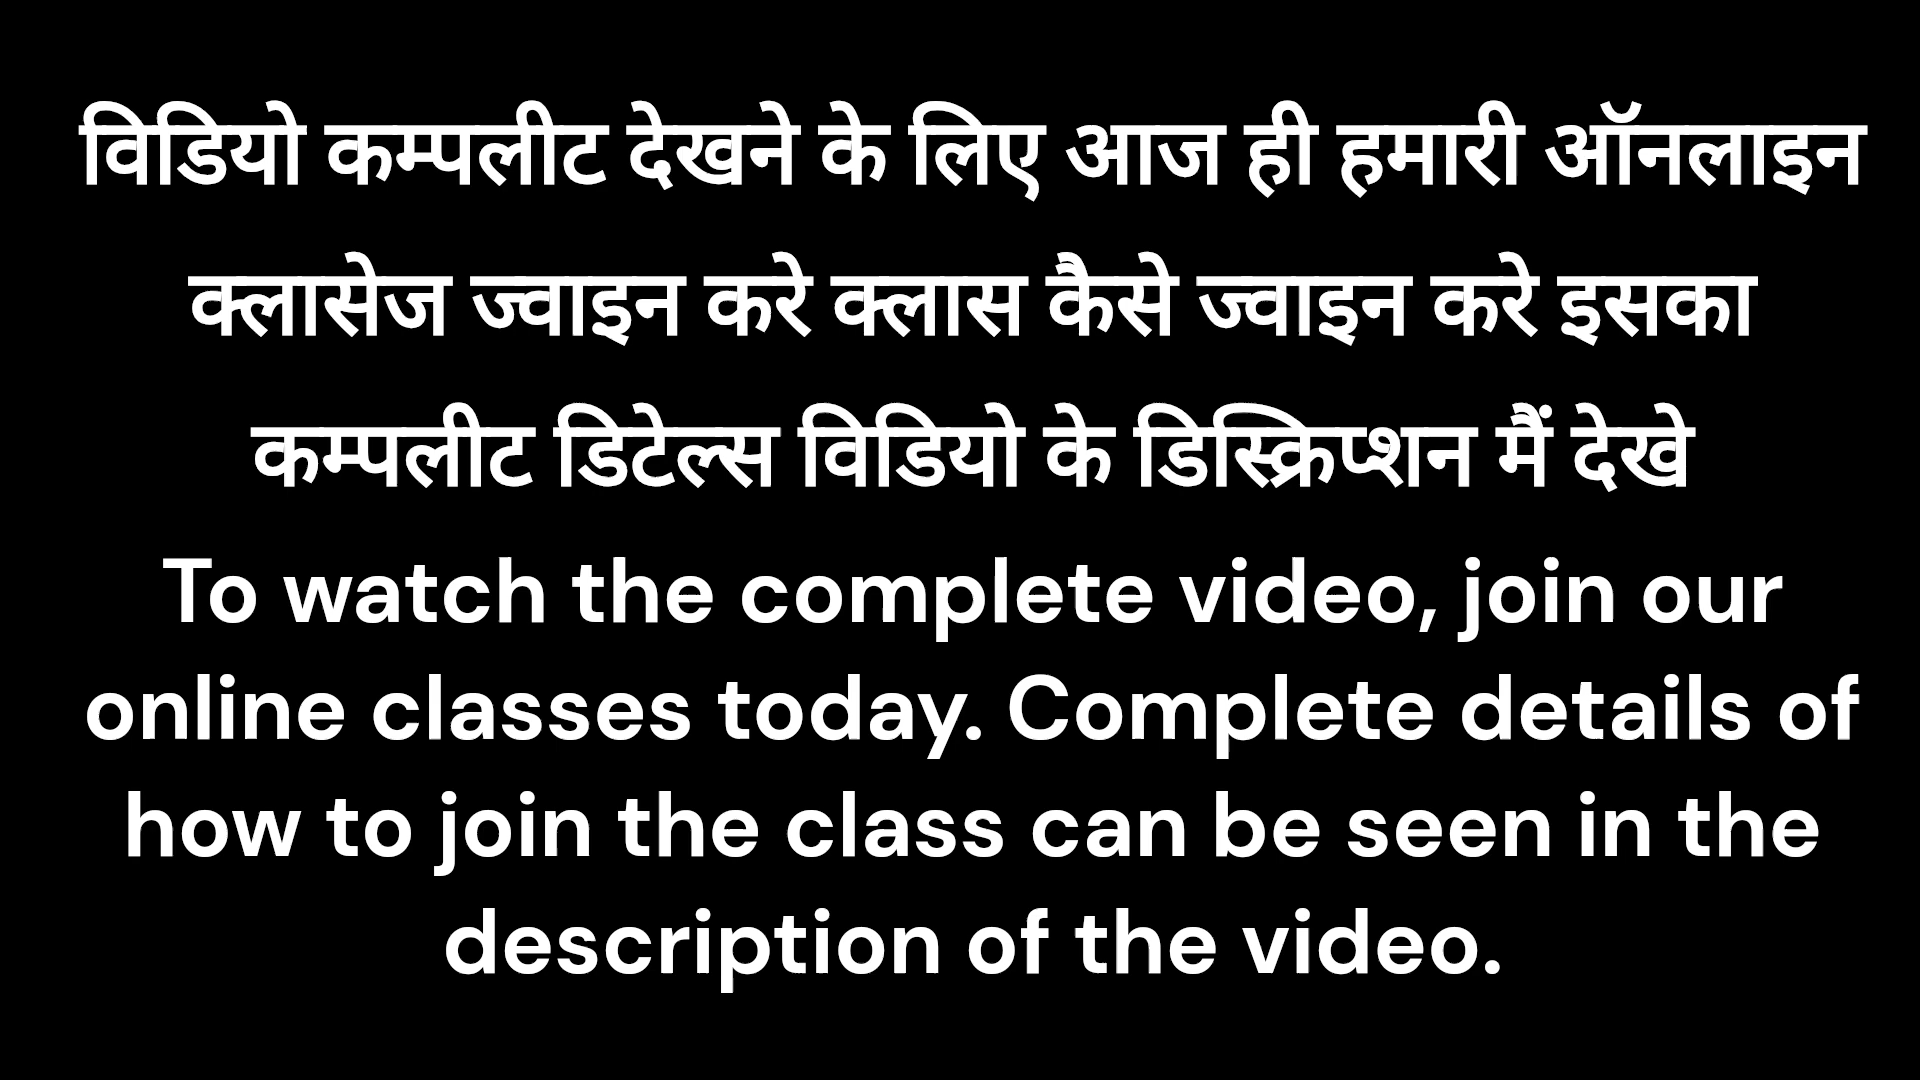 विडियो कम्पलीट देखने के लिए आज ही हमारी ऑनलाइन
क्लासेज ज्वाइन करे क्लास कैसे ज्वाइन करे इसका
कम्पलीट डिटेल्स विडियो के डिस्क्रिप्शन मैं देखे
To watch the complete video, join our
online classes today. Complete details of
how to join the class can be seen in the
description of the video.